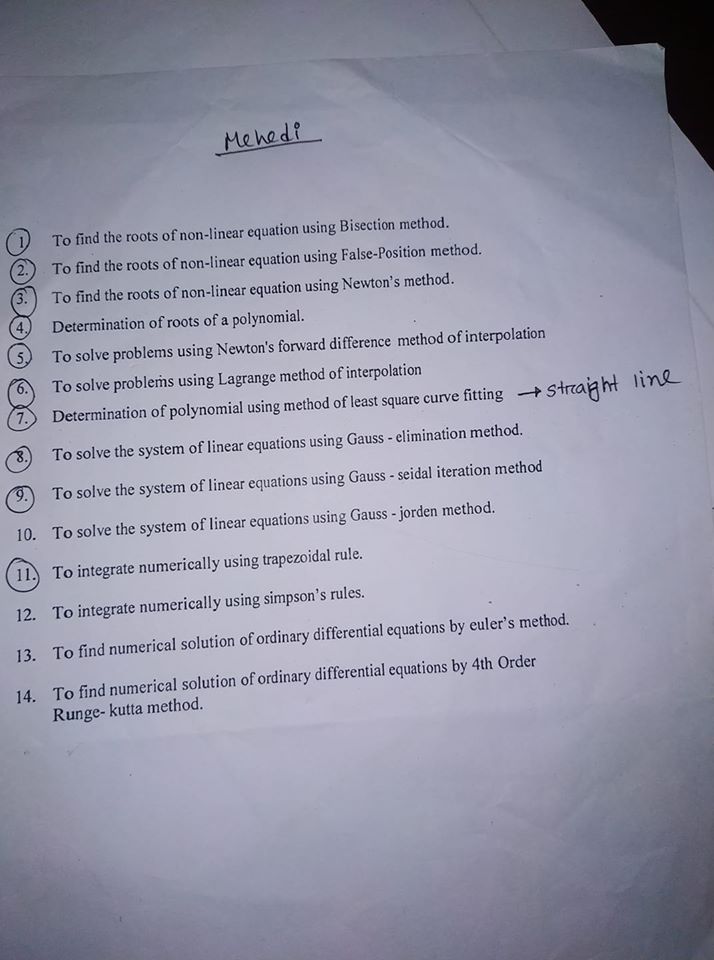 Mehedi
1 To find the roots of non-linear equation using Bisection method.
2. To find the roots of non-linear equation using False-Position method.
3. To find the roots of non-linear equation using Newton's method.
4. Determination of roots of a polynomial.
5. To solve problems using Newton's forward difference method of interpolation
6. To solve problems using Lagrange method of interpolation
7. Determination of polynomial using method of least square curve fitting → straight line
8. To solve the system of linear equations using Gauss - elimination method.
9. To solve the system of linear equations using Gauss - seidal iteration method
10. To solve the system of linear equations using Gauss - jorden method.
11. To integrate numerically using trapezoidal rule.
12. To integrate numerically using simpson's rules.
13. To find numerical solution of ordinary differential equations by euler's method.
14. To find numerical solution of ordinary differential equations by 4th Order
Runge- kutta method.